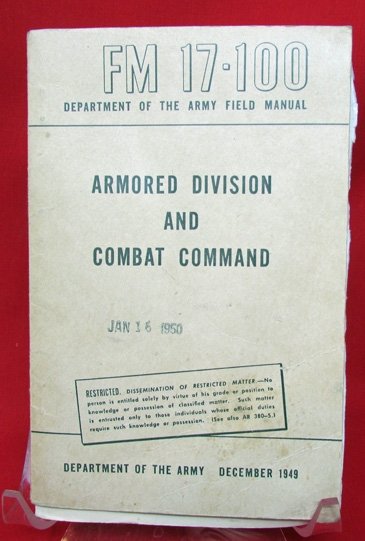 FM 17-100
DEPARTMENT OF THE ARMY FIELD MANUAL
ARMORED DIVISION
AND
COMBAT COMMAND
JAN 16 1950
RESTRICTED. DISSEMINATION OF RESTRICTED MATTER.—No
person is entitled solely by virtue of his grade or position to
knowledge or possession of classified matter. Such matter
is entrusted only to those individuals whose official duties
require such knowledge or possession. (See also AR 380-5.)
DEPARTMENT OF THE ARMY DECEMBER 1949